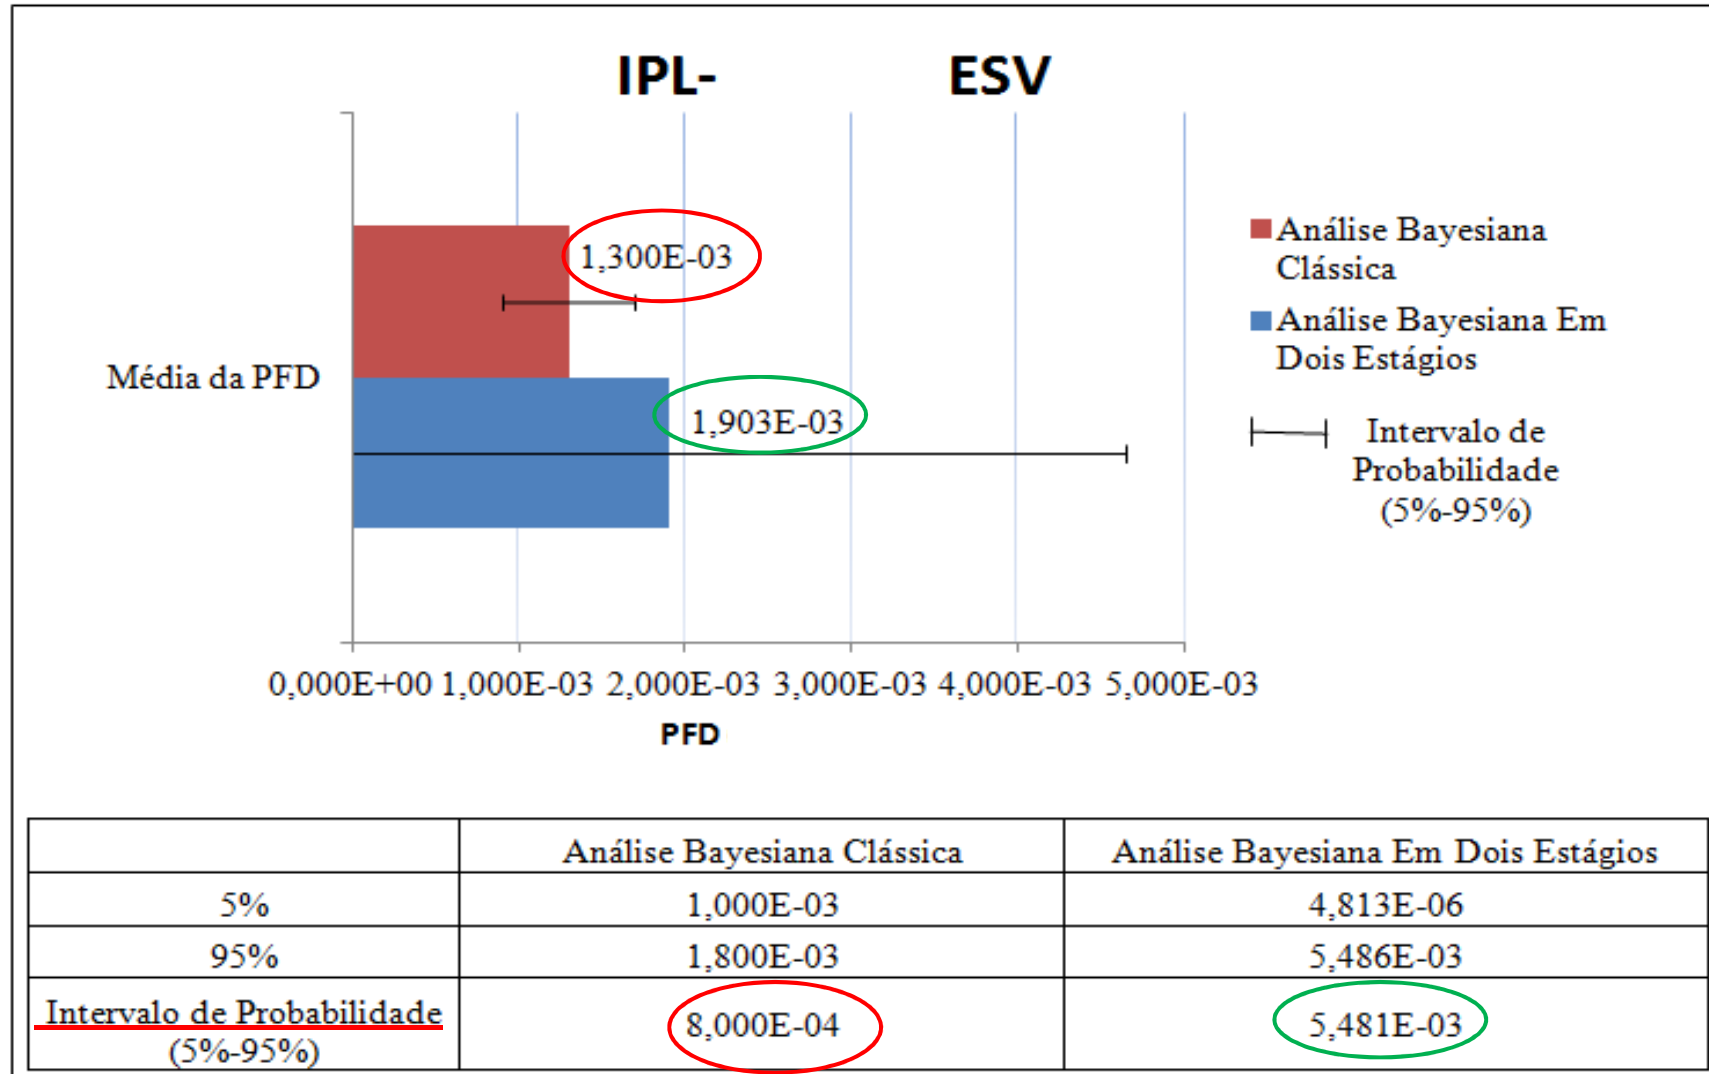 IPL- ESV
1,300E-03
1,903E-03
Média da PFD
0,000E+00 1,000E-03 2,000E-03 3,000E-03 4,000E-03 5,000E-03
PFD
Análise Bayesiana
Clássica
Análise Bayesiana Em
Dois Estágios
Intervalo de
Probabilidade
(5%-95%)
Análise Bayesiana Clássica Análise Bayesiana Em Dois Estágios
5% 1,000E-03 4,813E-06
95% 1,800E-03 5,486E-03
Intervalo de Probabilidade
(5%-95%) 8,000E-04 5,481E-03